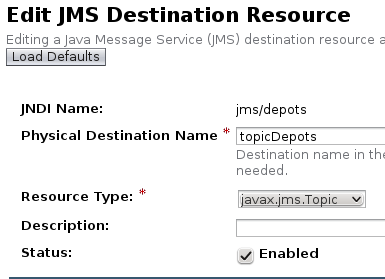 Edit JMS Destination Resource
Editing a Java Message Service (JMS) destination resource a
Load Defaults
JNDI Name: jms/depots
Physical Destination Name * topicDepots
Destination name in the
needed.
Resource Type: * javax.jms.Topic
Description:
Status: Enabled